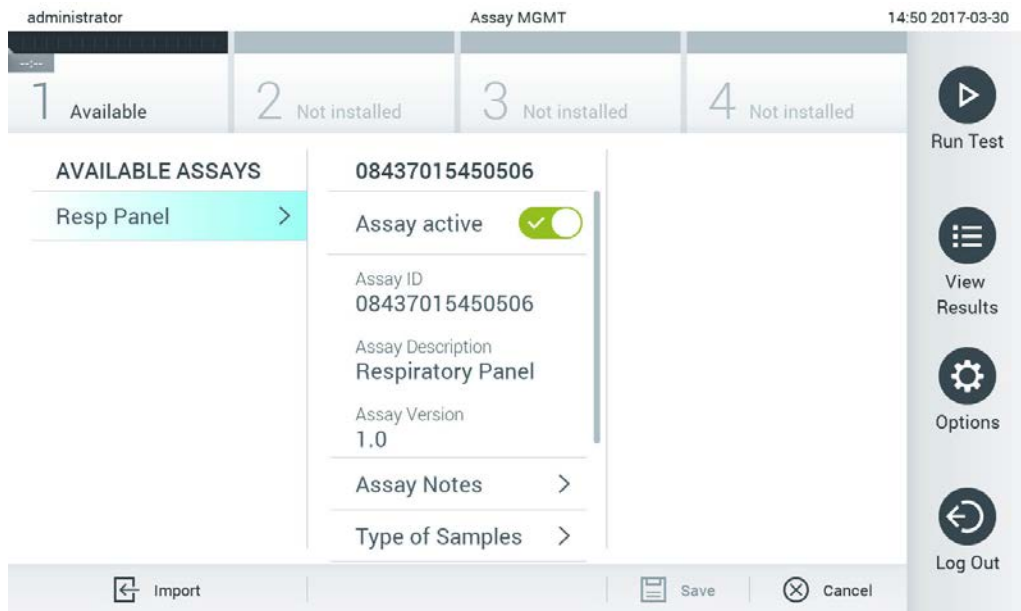 administrator
Assay MGMT
14:50 2017-03-30
--:--
1 Available
2 Not installed
3 Not installed
4 Not installed
AVAILABLE ASSAYS
Resp Panel
08437015450506
Assay active
Assay ID
08437015450506
Assay Description
Respiratory Panel
Assay Version
1.0
Assay Notes
Type of Samples
Run Test
View
Results
Options
Log Out
Import
Save
Cancel